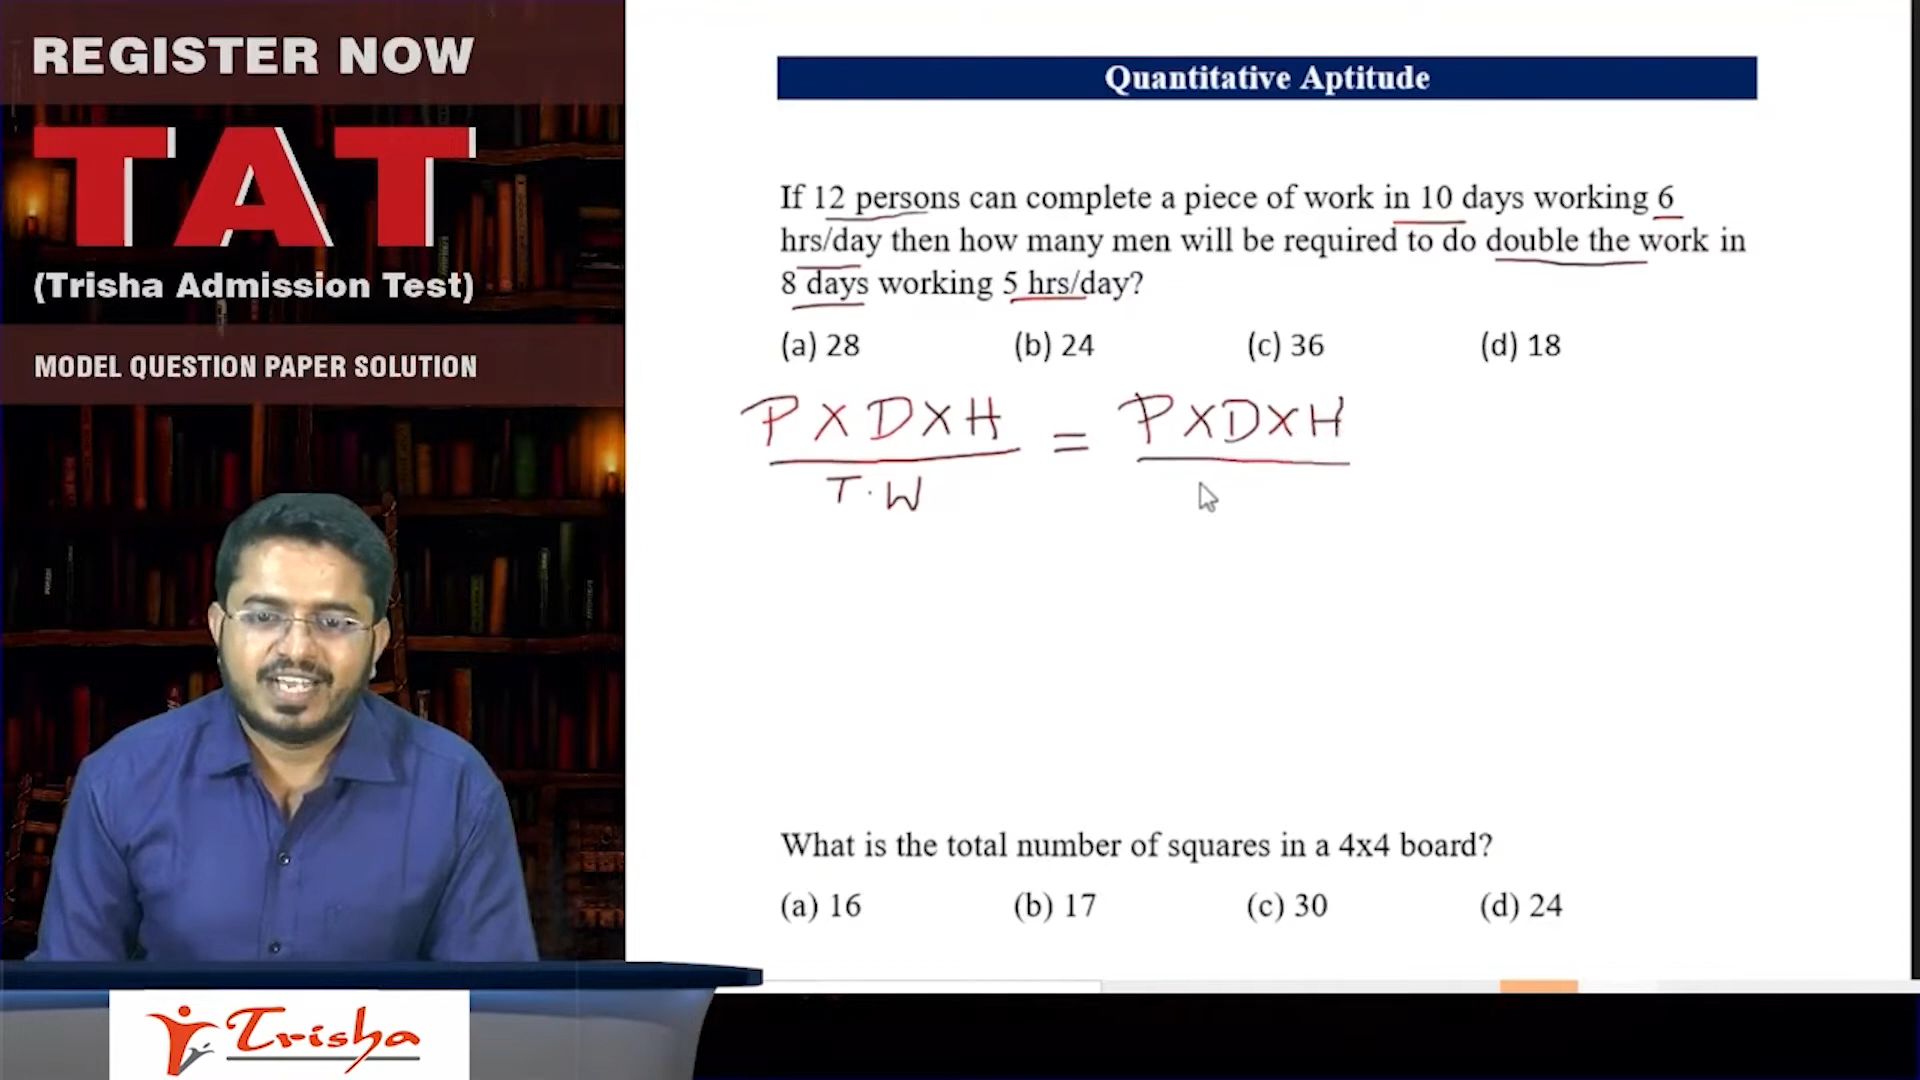 REGISTER NOW
TAT
(Trisha Admission Test)
MODEL QUESTION PAPER SOLUTION
Quantitative Aptitude
If 12 persons can complete a piece of work in 10 days working 6
hrs/day then how many men will be required to do double the work in
8 days working 5 hrs/day?
(a) 28 (b) 24 (c) 36 (d) 18
P X D X H = P X D X H
T.W
What is the total number of squares in a 4x4 board?
(a) 16 (b) 17 (c) 30 (d) 24
Trisha